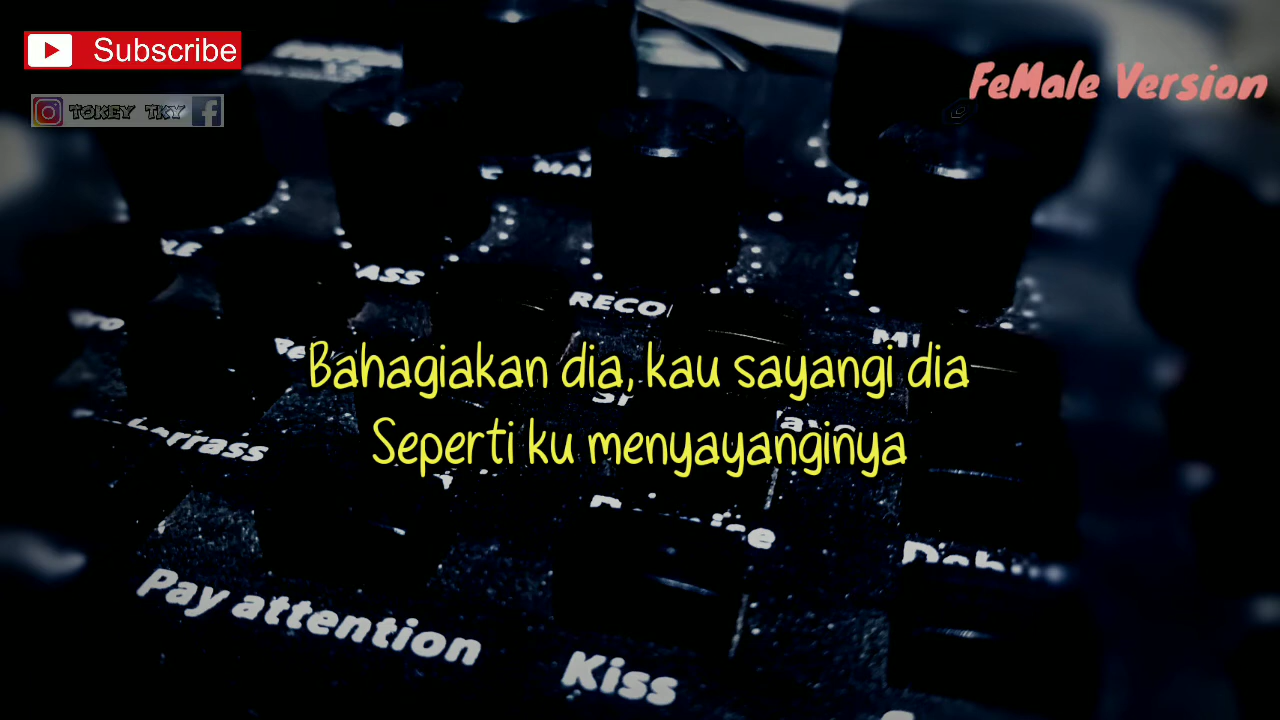 Subscribe
FeMale Version
TOKEY TKY
RECO
Bahagiakan dia, kau sayangi dia
Seperti ku menyayanginya
Pay attention
Kiss